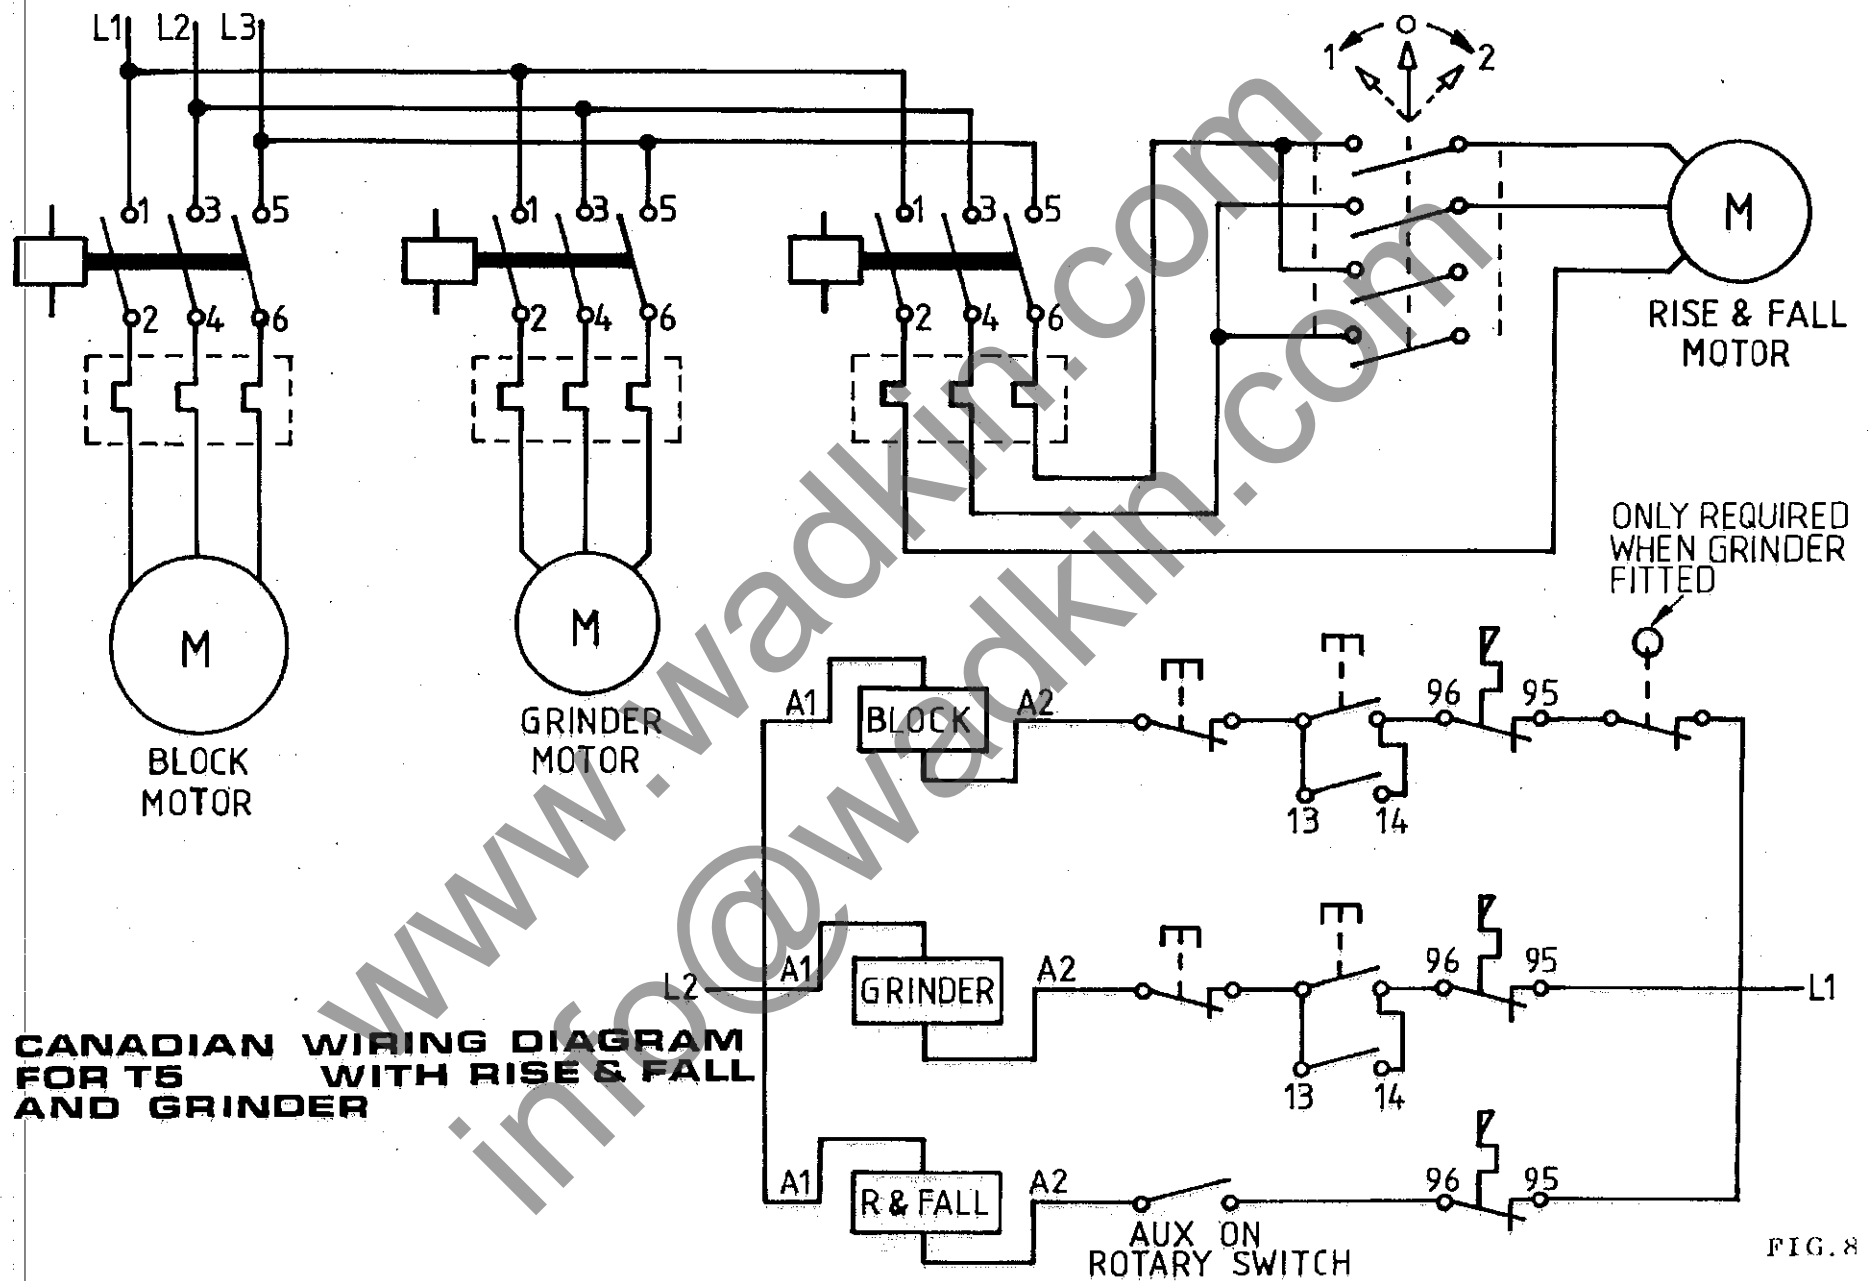 L1 L2 L3
1 O 2
1 3 5
1 3 5
1 3 5
2 4 6
2 4 6
2 4 6
M
RISE & FALL
MOTOR
M
BLOCK
MOTOR
M
GRINDER
MOTOR
ONLY REQUIRED
WHEN GRINDER
FITTED
A1 BLOCK A2 96 95
13 14
L2 A1 GRINDER A2 96 95 L1
13 14
A1 R & FALL A2 96 95
AUX ON
ROTARY SWITCH
CANADIAN WIRING DIAGRAM
FOR T5 WITH RISE & FALL
AND GRINDER
FIG. 8
www.wadkin.com
info@wadkin.com